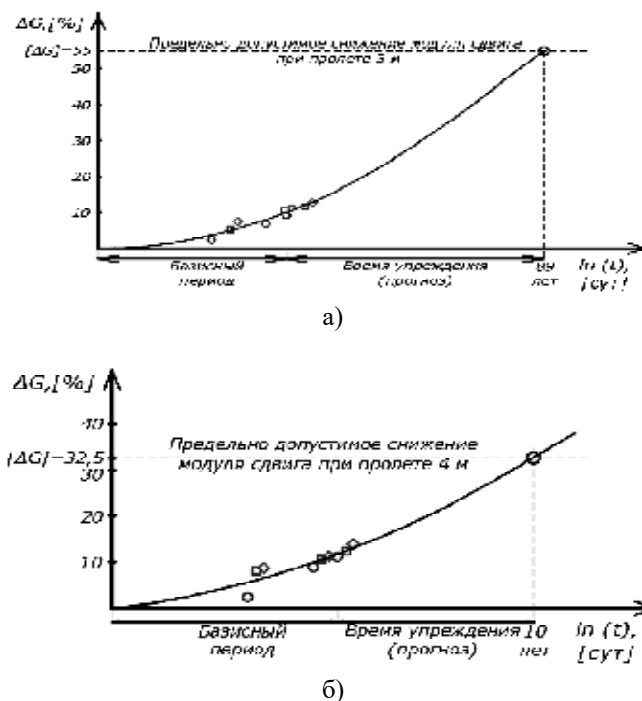 ΔG,[%]
[ΔG]=55
Предельно допустимое снижение модуля сдвига
при пролете 3 м
50
40
30
20
10
Базисный
период
Время упреждения
(прогноз)
лет
ln (t),
[сут]
а)
ΔG,[%]
40
Предельно допустимое снижение
модуля сдвига при пролете 4 м
[ΔG]=32,5
30
20
10
Базисный
период
Время упреждения
(прогноз)
10
лет
ln (t),
[сут]
б)